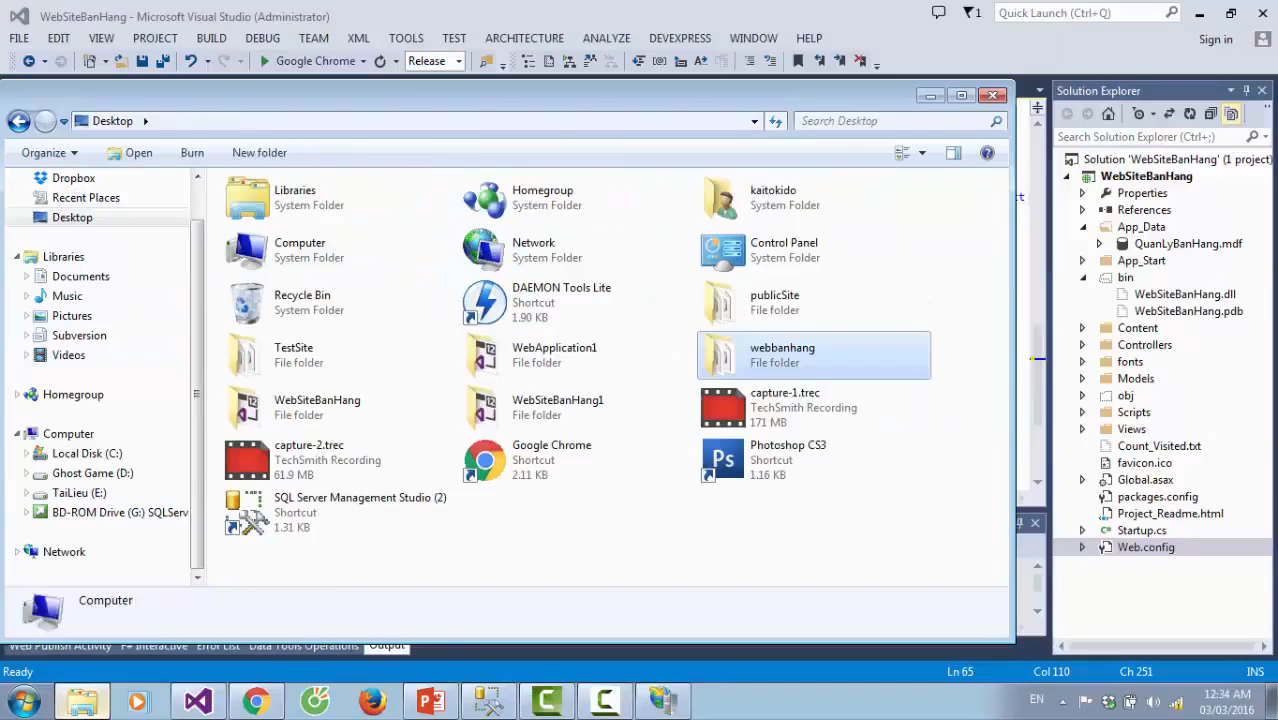 WebSiteBanHang - Microsoft Visual Studio (Administrator)
1
Quick Launch (Ctrl+Q)
FILE EDIT VIEW PROJECT BUILD DEBUG TEAM XML TOOLS TEST ARCHITECTURE ANALYZE DEVEXPRESS WINDOW HELP
Sign in
Google Chrome
Release
Desktop
Search Desktop
Organize
Open
Burn
New folder
Dropbox
Recent Places
Desktop
Libraries
Documents
Music
Pictures
Subversion
Videos
Homegroup
Computer
Local Disk (C:)
Ghost Game (D:)
TaiLieu (E:)
BD-ROM Drive (G:) SQLServ
Network
Libraries
System Folder
Homegroup
System Folder
kaitokido
System Folder
Computer
System Folder
Network
System Folder
Control Panel
System Folder
Recycle Bin
System Folder
DAEMON Tools Lite
Shortcut
1.90 KB
publicSite
File folder
TestSite
File folder
WebApplication1
File folder
webbanhang
File folder
WebSiteBanHang
File folder
WebSiteBanHang1
File folder
capture-1.trec
TechSmith Recording
171 MB
capture-2.trec
TechSmith Recording
61.9 MB
Google Chrome
Shortcut
2.11 KB
Ps
Photoshop CS3
Shortcut
1.16 KB
SQL Server Management Studio (2)
Shortcut
1.31 KB
Computer
Solution Explorer
Search Solution Explorer (Ctrl+;)
Solution 'WebSiteBanHang' (1 project)
WebSiteBanHang
Properties
References
App_Data
QuanLyBanHang.mdf
App_Start
bin
WebSiteBanHang.dll
WebSiteBanHang.pdb
Content
Controllers
fonts
Models
obj
Scripts
Views
Count_Visited.txt
favicon.ico
Global.asax
packages.config
Project_Readme.html
Startup.cs
Web.config
Web Publish Activity F# Interactive Error List Data Tools Operations Output
Ready
Ln 65
Col 110
Ch 251
INS
EN
12:34 AM
03/03/2016